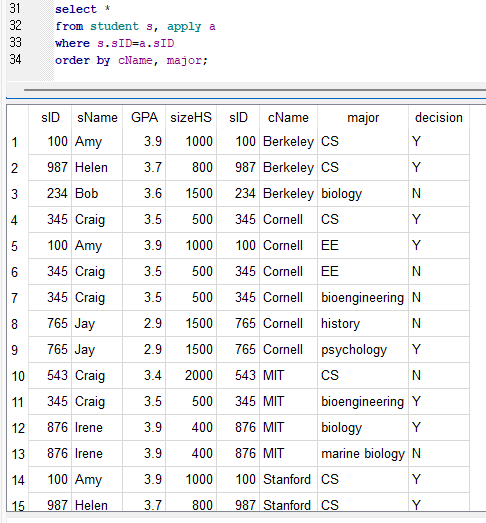 31 select *
32 from student s, apply a
33 where s.sID=a.sID
34 order by cName, major;
sID sName GPA sizeHS sID cName major decision
1 100 Amy 3.9 1000 100 Berkeley CS Y
2 987 Helen 3.7 800 987 Berkeley CS Y
3 234 Bob 3.6 1500 234 Berkeley biology N
4 345 Craig 3.5 500 345 Cornell CS Y
5 100 Amy 3.9 1000 100 Cornell EE Y
6 345 Craig 3.5 500 345 Cornell EE N
7 345 Craig 3.5 500 345 Cornell bioengineering N
8 765 Jay 2.9 1500 765 Cornell history N
9 765 Jay 2.9 1500 765 Cornell psychology Y
10 543 Craig 3.4 2000 543 MIT CS N
11 345 Craig 3.5 500 345 MIT bioengineering Y
12 876 Irene 3.9 400 876 MIT biology Y
13 876 Irene 3.9 400 876 MIT marine biology N
14 100 Amy 3.9 1000 100 Stanford CS Y
15 987 Helen 3.7 800 987 Stanford CS Y